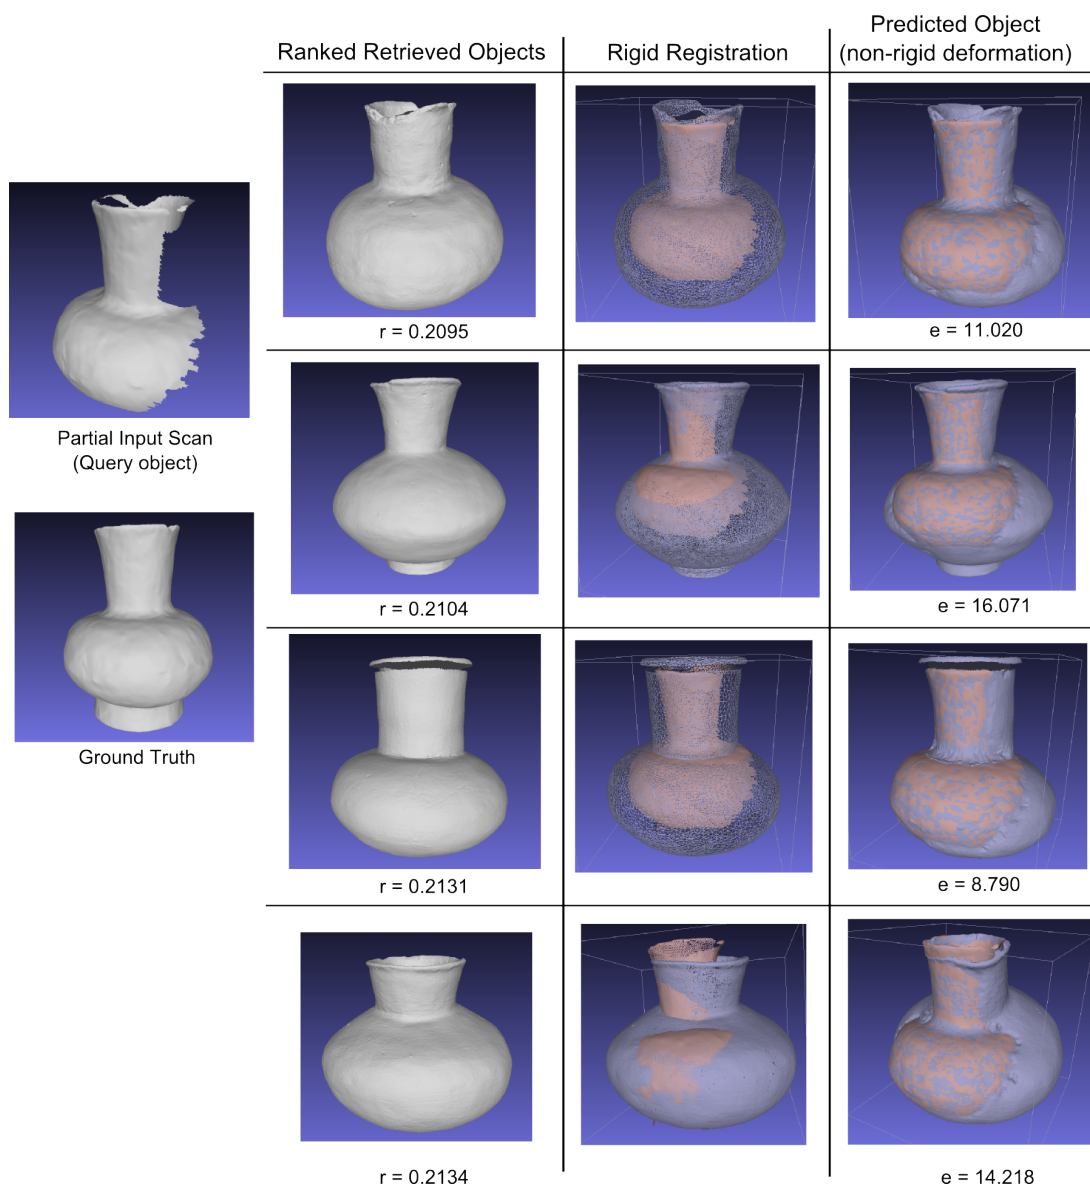 Ranked Retrieved Objects
Rigid Registration
Predicted Object
(non-rigid deformation)
Partial Input Scan
(Query object)
Ground Truth
r = 0.2095
e = 11.020
r = 0.2104
e = 16.071
r = 0.2131
e = 8.790
r = 0.2134
e = 14.218